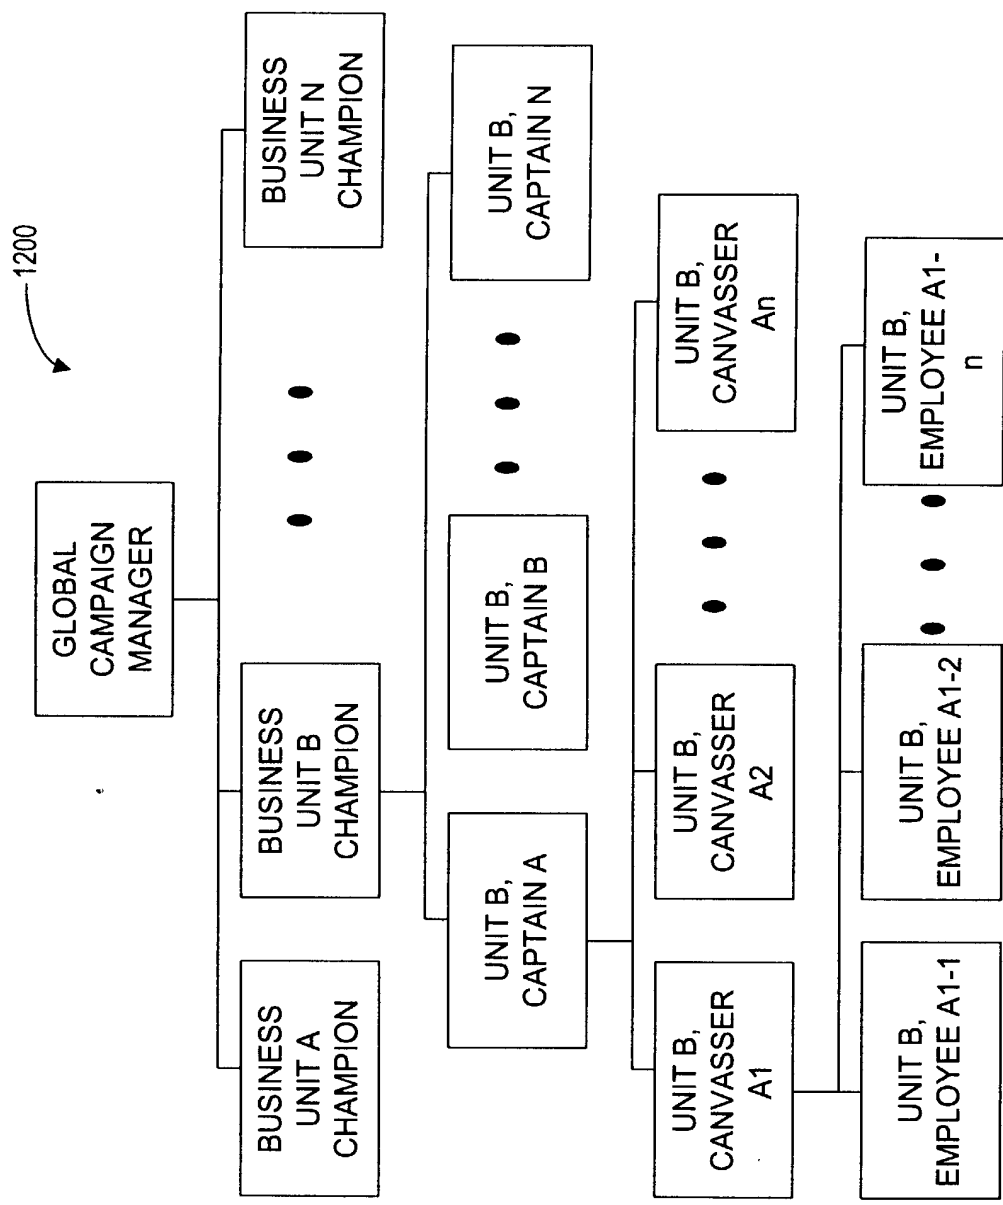 1200
GLOBAL
CAMPAIGN
MANAGER
BUSINESS
UNIT A
CHAMPION
BUSINESS
UNIT B
CHAMPION
BUSINESS
UNIT N
CHAMPION
UNIT B,
CAPTAIN A
UNIT B,
CAPTAIN B
UNIT B,
CAPTAIN N
UNIT B,
CANVASSER
A1
UNIT B,
CANVASSER
A2
UNIT B,
CANVASSER
An
UNIT B,
EMPLOYEE A1-1
UNIT B,
EMPLOYEE A1-2
UNIT B,
EMPLOYEE A1-
n